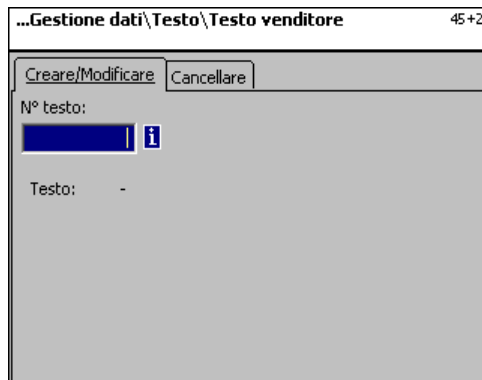 ...Gestione dati\Testo\Testo venditore 45+2
Creare/Modificare Cancellare
N° testo:
i
Testo: -